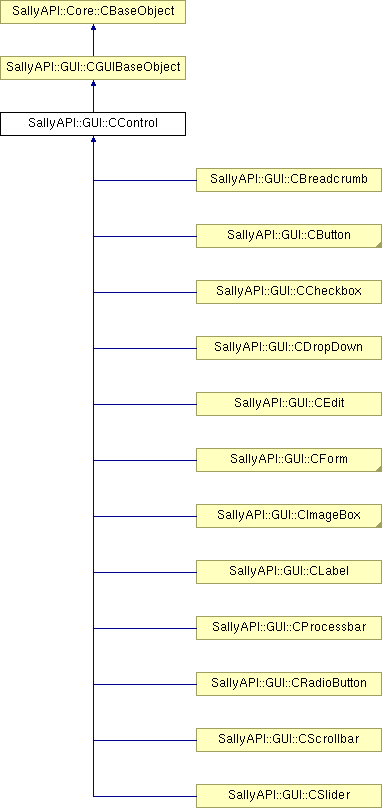 SallyAPI::Core::CBaseObject
SallyAPI::GUI::CGUIBaseObject
SallyAPI::GUI::CControl
SallyAPI::GUI::CBreadcrumb
SallyAPI::GUI::CButton
SallyAPI::GUI::CCheckbox
SallyAPI::GUI::CDropDown
SallyAPI::GUI::CEdit
SallyAPI::GUI::CForm
SallyAPI::GUI::CImageBox
SallyAPI::GUI::CLabel
SallyAPI::GUI::CProcessbar
SallyAPI::GUI::CRadioButton
SallyAPI::GUI::CScrollbar
SallyAPI::GUI::CSlider